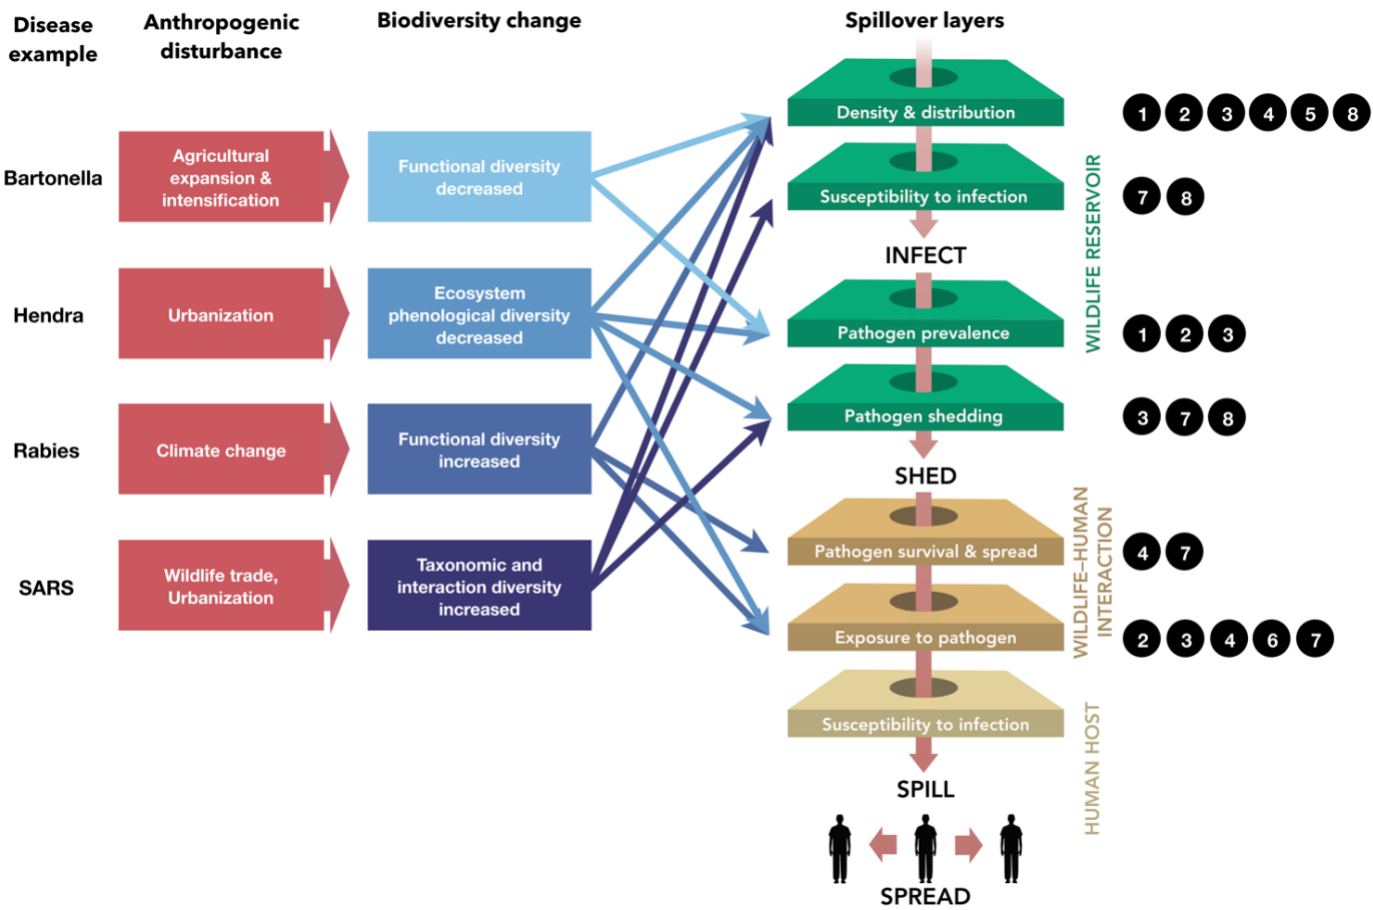 Disease
example
Anthropogenic
disturbance
Biodiversity change
Spillover layers
Bartonella
Agricultural
expansion &
intensification
Functional diversity
decreased
Hendra
Urbanization
Ecosystem
phenological diversity
decreased
Rabies
Climate change
Functional diversity
increased
SARS
Wildlife trade,
Urbanization
Taxonomic and
interaction diversity
increased
Density & distribution
1 2 3 4 5 8
Susceptibility to infection
7 8
INFECT
Pathogen prevalence
1 2 3
Pathogen shedding
3 7 8
WILDLIFE RESERVOIR
SHED
Pathogen survival & spread
4 7
Exposure to pathogen
2 3 4 6 7
WILDLIFE–HUMAN
INTERACTION
Susceptibility to infection
HUMAN HOST
SPILL
SPREAD